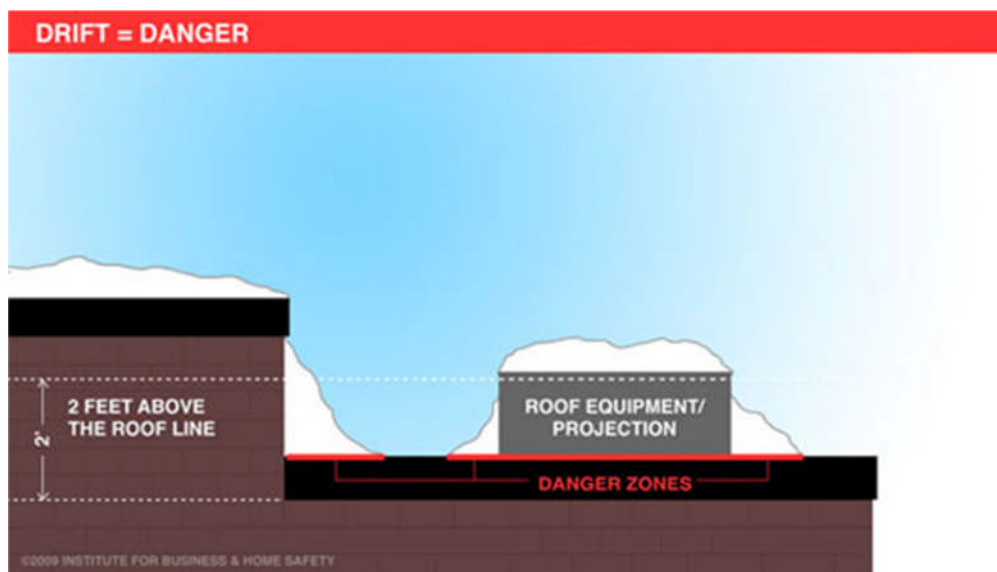 DRIFT = DANGER
2 FEET ABOVE
THE ROOF LINE
2'
ROOF EQUIPMENT/
PROJECTION
DANGER ZONES
©2009 INSTITUTE FOR BUSINESS & HOME SAFETY